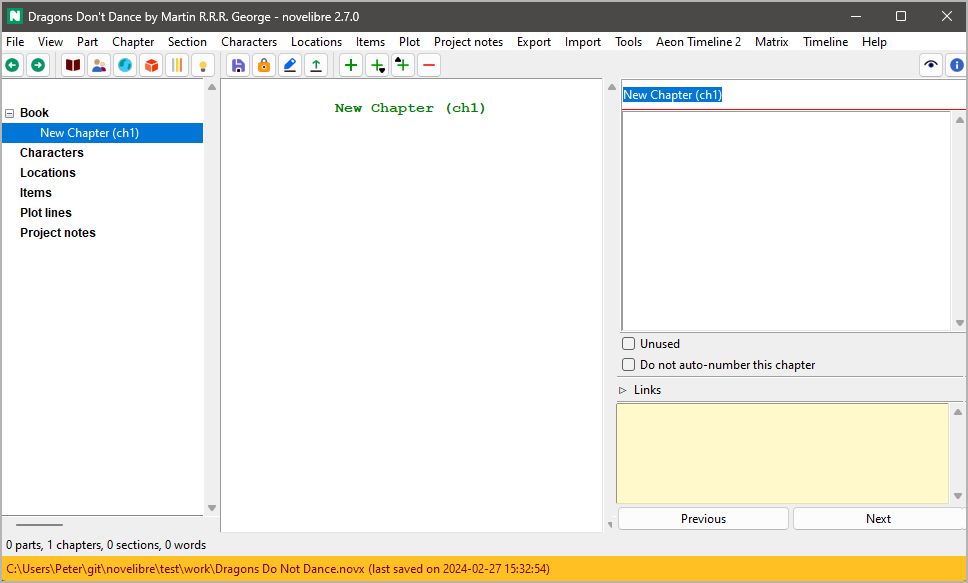 Dragons Don't Dance by Martin R.R.R. George - novelibre 2.7.0
File View Part Chapter Section Characters Locations Items Plot Project notes Export Import Tools Aeon Timeline 2 Matrix Timeline Help
Book
New Chapter (ch1)
Characters
Locations
Items
Plot lines
Project notes
New Chapter (ch1)
New Chapter (ch1)
Unused
Do not auto-number this chapter
Links
Previous Next
0 parts, 1 chapters, 0 sections, 0 words
C:\Users\Peter\git\novelibre\test\work\Dragons Do Not Dance.novx (last saved on 2024-02-27 15:32:54)